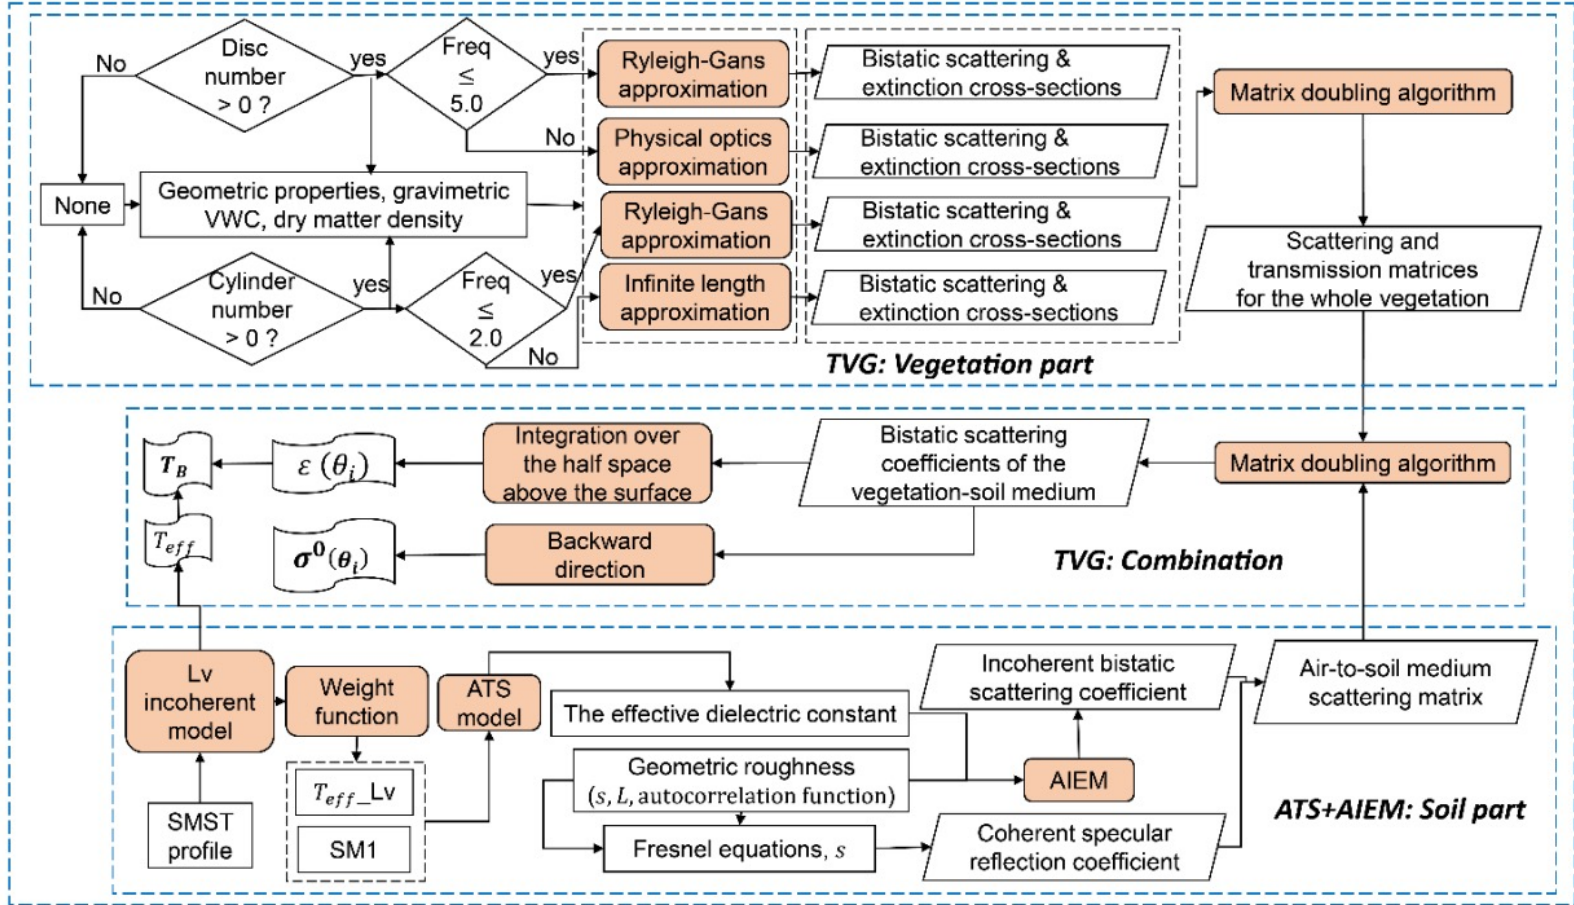 Disc
number
> 0 ?
No
yes
Freq
≤
5.0
yes
No
Ryleigh-Gans
approximation
Bistatic scattering &
extinction cross-sections
Matrix doubling algorithm
Physical optics
approximation
Bistatic scattering &
extinction cross-sections
None
Geometric properties, gravimetric
VWC, dry matter density
Ryleigh-Gans
approximation
Bistatic scattering &
extinction cross-sections
Scattering and
transmission matrices
for the whole vegetation
Cylinder
number
> 0 ?
No
yes
Freq
≤
2.0
yes
No
Infinite length
approximation
Bistatic scattering &
extinction cross-sections
TVG: Vegetation part
T_B
ε (θ_i)
Integration over
the half space
above the surface
Bistatic scattering
coefficients of the
vegetation-soil medium
Matrix doubling algorithm
T_eff
σ⁰(θ_i)
Backward
direction
TVG: Combination
Lv
incoherent
model
Weight
function
ATS
model
The effective dielectric constant
Incoherent bistatic
scattering coefficient
Air-to-soil medium
scattering matrix
T_eff_Lv
SM1
SMST
profile
Geometric roughness
(s, L, autocorrelation function)
AIEM
Fresnel equations, s
Coherent specular
reflection coefficient
ATS+AIEM: Soil part